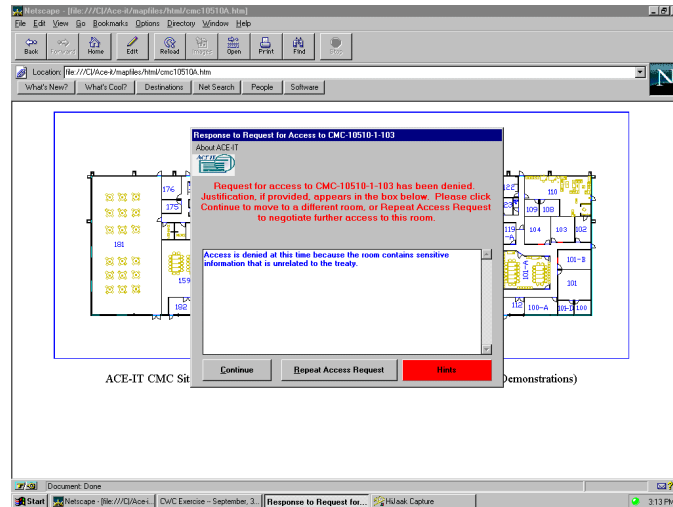 Netscape - [file:///C|/Ace-it/mapfiles/html/cmc10510A.htm]
File Edit View Go Bookmarks Options Directory Window Help
Back Forward Home Edit Reload Images Open Print Find Stop
Location: file:///C|/Ace-it/mapfiles/html/cmc10510A.htm
What's New? What's Cool? Destinations Net Search People Software
N
Response to Request for Access to CMC-10510-1-103
About ACE-IT
ACE-IT
Request for access to CMC-10510-1-103 has been denied.
Justification, if provided, appears in the box below. Please click
Continue to move to a different room, or Repeat Access Request
to negotiate further access to this room.
Access is denied at this time because the room contains sensitive
information that is unrelated to the treaty.
Continue Repeat Access Request Hints
176
175
181
159
182
110
109 108
119-A 104 103 102
101-A 101-B
101
112 100-A 101-D 100
ACE-IT CMC Sit
Demonstrations)
Document: Done
Start Netscape - [file:///C|/Ace-i... CWC Exercise -- September, 3... Response to Request for... HiJaak Capture 3:13 PM